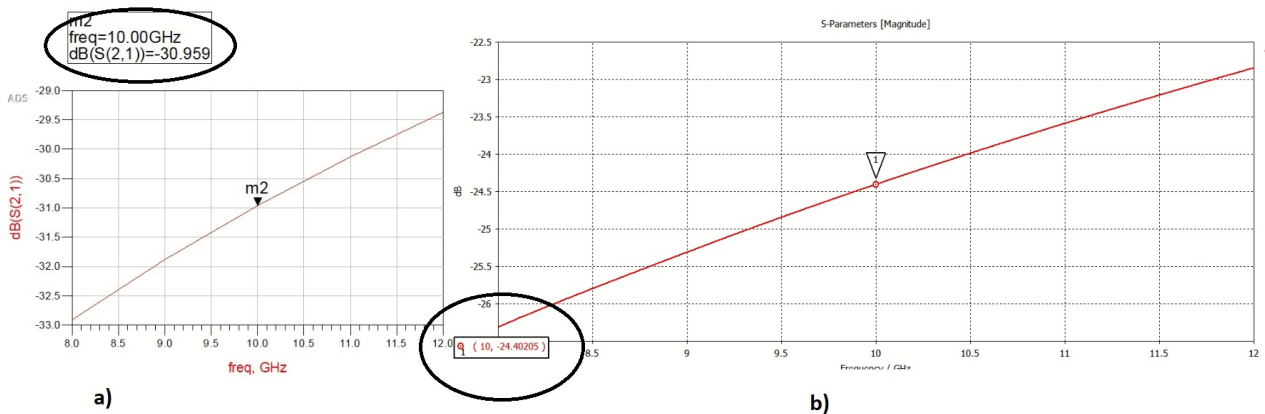 m2
freq=10.00GHz
dB(S(2,1))=-30.959
ADS
-29.0
-29.5
-30.0
-30.5
-31.0
-31.5
-32.0
-32.5
-33.0
dB(S(2,1))
m2
8.0 8.5 9.0 9.5 10.0 10.5 11.0 11.5 12.0
freq, GHz
a)
S-Parameters [Magnitude]
-22.5
-23
-23.5
-24
-24.5
-25
-25.5
-26
dB
1
1 ( 10, -24.40205 )
8.5 9 9.5 10 10.5 11 11.5 12
Frequency / GHz
b)